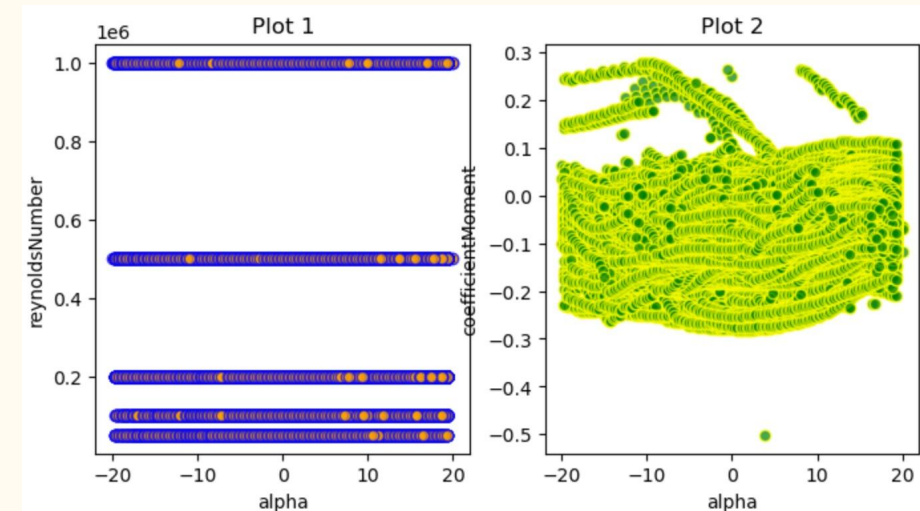 Plot 1
1e6
1.0
0.8
0.6
0.4
0.2
reynoldsNumber
−20 −10 0 10 20
alpha
Plot 2
0.3
0.2
0.1
0.0
−0.1
−0.2
−0.3
−0.4
−0.5
coefficientMoment
−20 −10 0 10 20
alpha